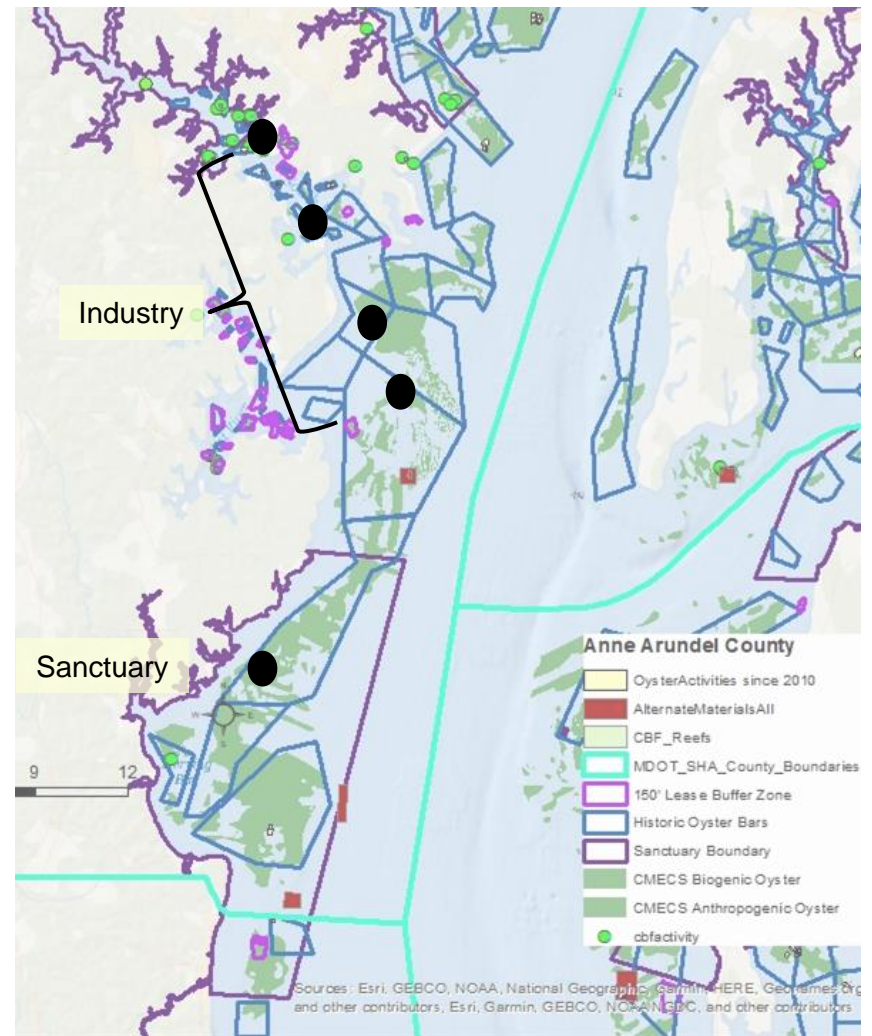 Industry
Sanctuary
9 12
Anne Arundel County
OysterActivities since 2010
AlternateMaterialsAll
CBF_Reefs
MDOT_SHA_County_Boundaries
150' Lease Buffer Zone
Historic Oyster Bars
Sanctuary Boundary
CMECS Biogenic Oyster
CMECS Anthropogenic Oyster
cbfactivity
Sources: Esri, GEBCO, NOAA, National Geographic, Garmin, HERE, Geonames.org
and other contributors, Esri, Garmin, GEBCO, NOAA NGDC, and other contributors